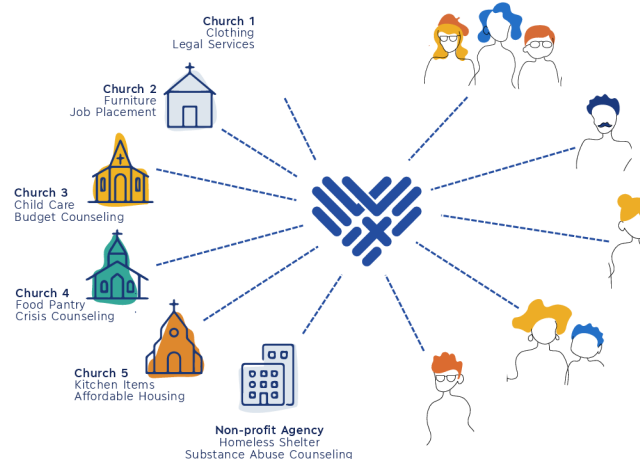 Church 1
Clothing
Legal Services
Church 2
Furniture
Job Placement
Church 3
Child Care
Budget Counseling
Church 4
Food Pantry
Crisis Counseling
Church 5
Kitchen Items
Affordable Housing
Non-profit Agency
Homeless Shelter
Substance Abuse Counseling